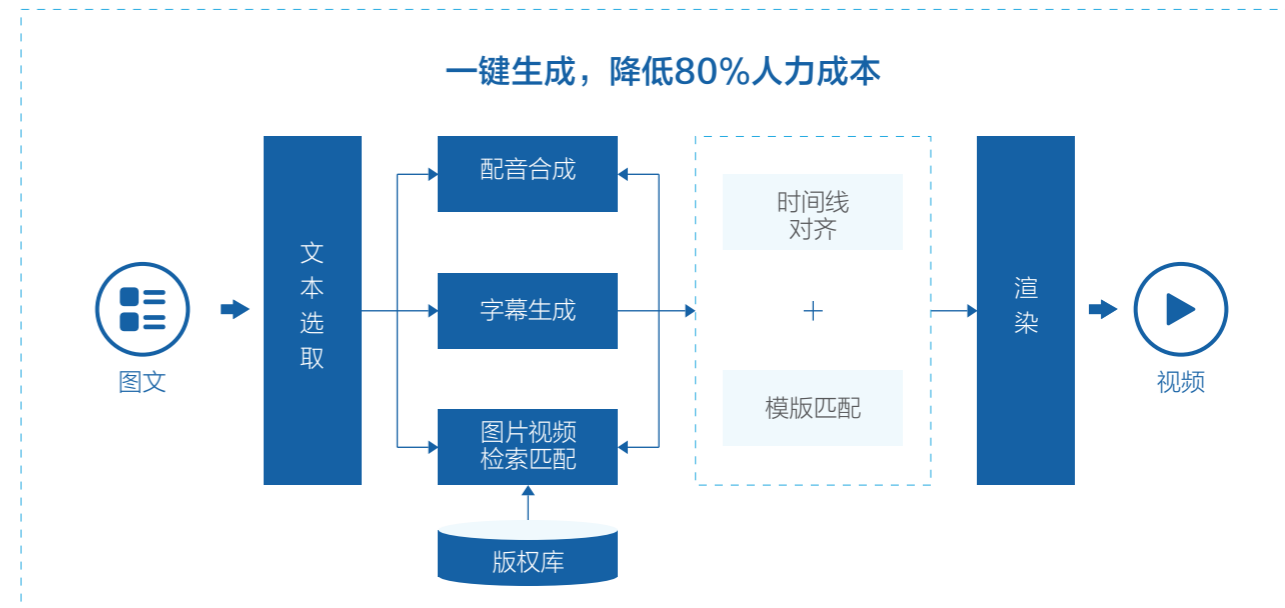 一键生成，降低80%人力成本
图文
文
本
选
取
配音合成
字幕生成
图片视频
检索匹配
版权库
时间线
对齐
+
模版匹配
渲
染
视频